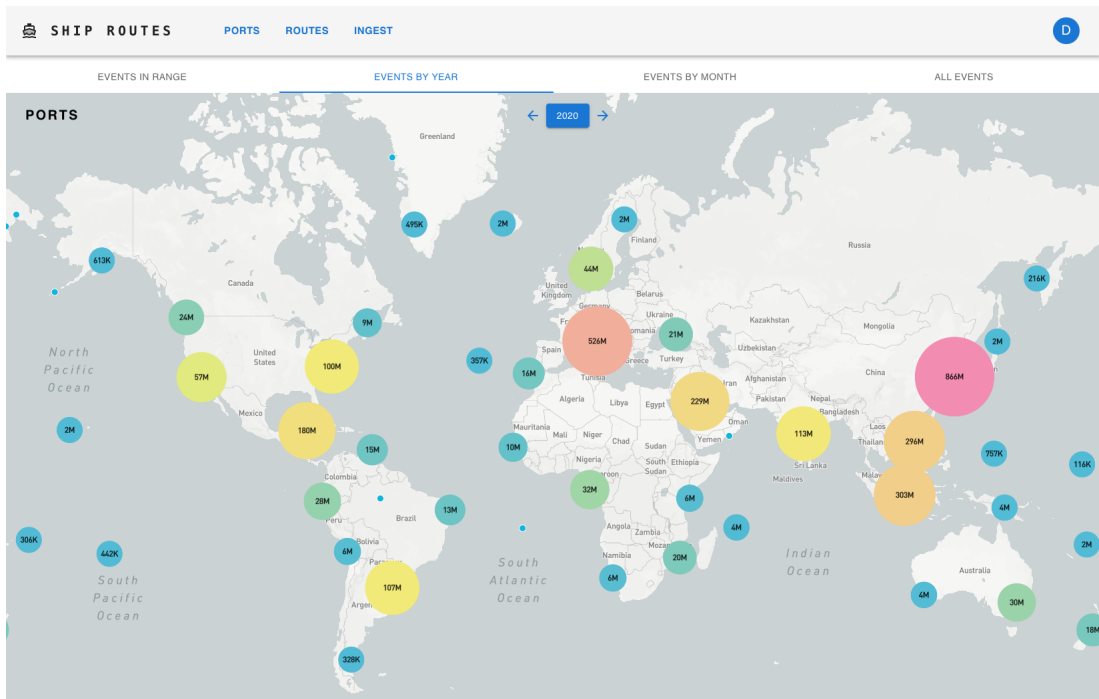 SHIP ROUTES
PORTS
ROUTES
INGEST
D
EVENTS IN RANGE
EVENTS BY YEAR
EVENTS BY MONTH
ALL EVENTS
PORTS
2020
Greenland
495K
2M
2M
Finland
Russia
613K
Canada
44M
United
Kingdom
Belarus
216K
24M
9M
Ukraine
Kazakhstan
Mongolia
North
Pacific
Ocean
United
States
357K
Spain
526M
21M
Turkey
Uzbekistan
2M
57M
100M
16M
Tunisia
Afghanistan
China
866M
Mexico
180M
Algeria
Libya
Egypt
229M
Pakistan
Nepal
Bangladesh
2M
Mauritania
Mali
Niger
Chad
Sudan
Oman
Yemen
113M
Laos
296M
757K
116K
15M
10M
Nigeria
South
Sudan
Ethiopia
Sri Lanka
Maldives
Colombia
28M
Peru
Brazil
13M
32M
6M
303M
4M
306K
442K
Bolivia
6M
Angola
Zambia
4M
2M
South
Pacific
Ocean
South
Atlantic
Ocean
Namibia
20M
Indian
Ocean
Australia
107M
6M
4M
30M
18M
328K